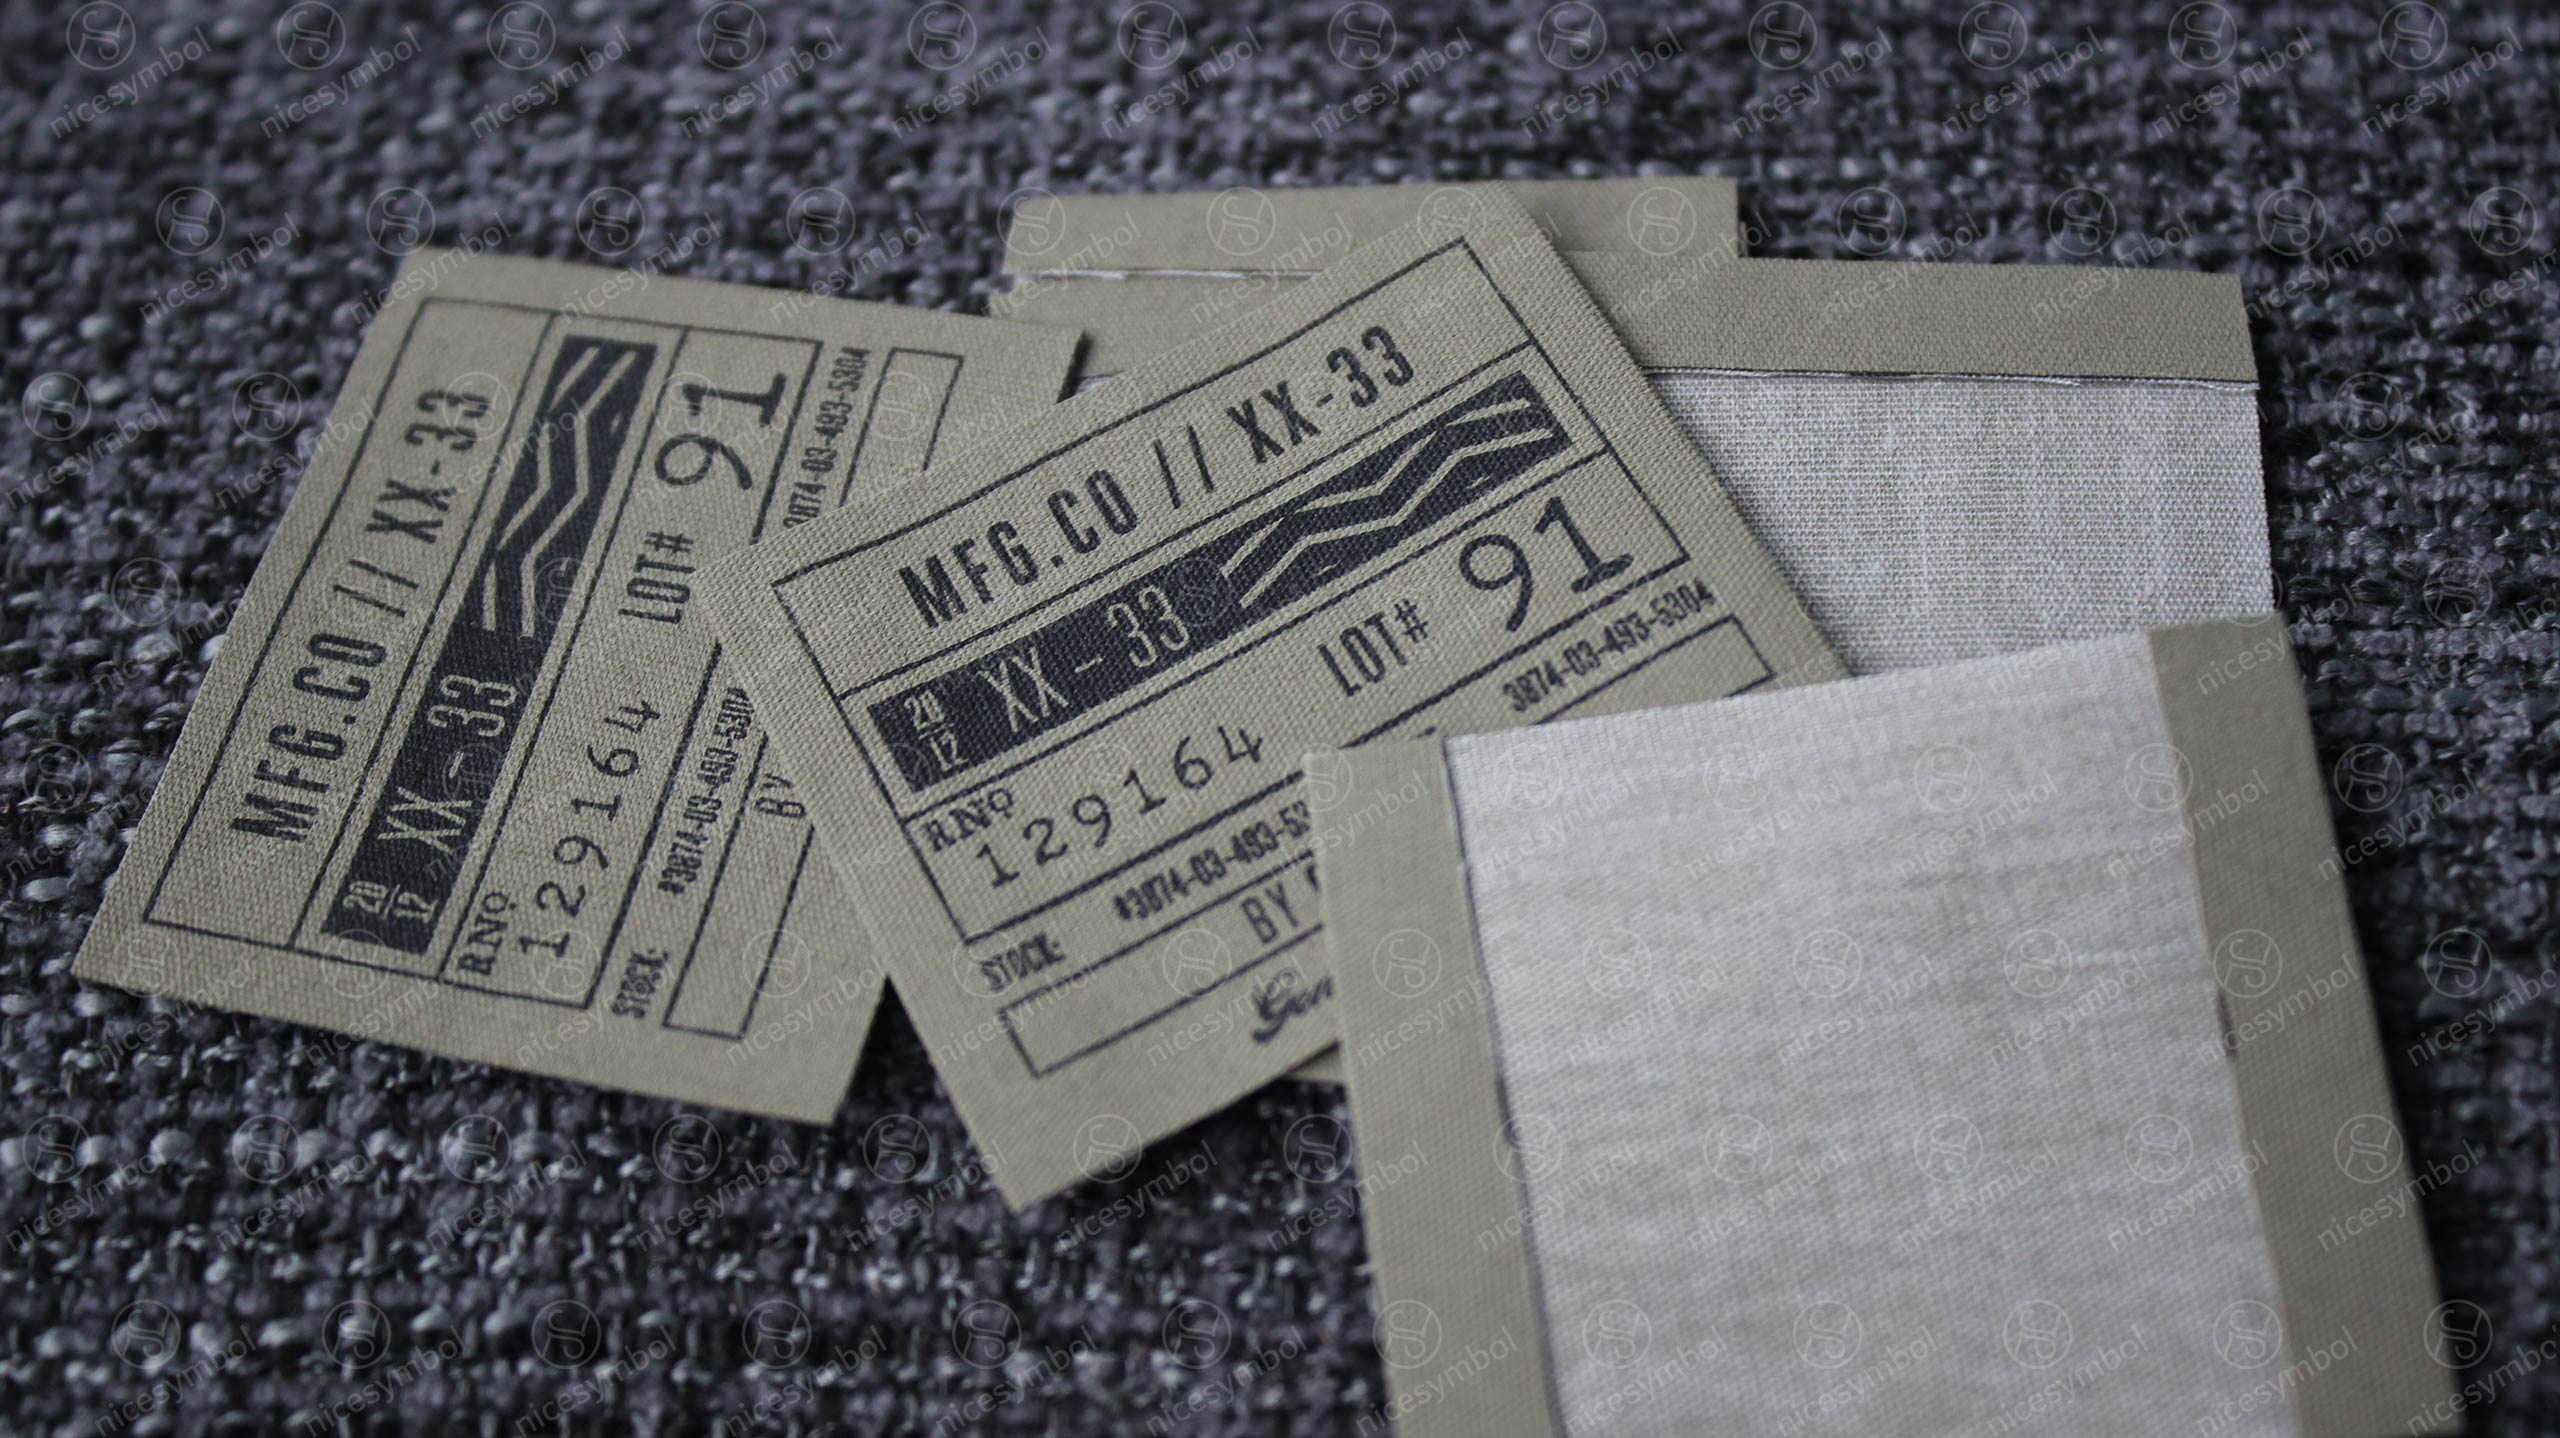 MFG.CO // XX-33
20
12
XX - 33
RNO
129164
LOT# 91
3874-03-493-5304
#3874-03-493-530
STOCK:
BY
MFG.CO // XX-33
20
12
XX - 33
RNO
129164
LOT# 91
3874-03-493-5304
#3874-03-493-53
STOCK:
BY
Gen
nicesymbol